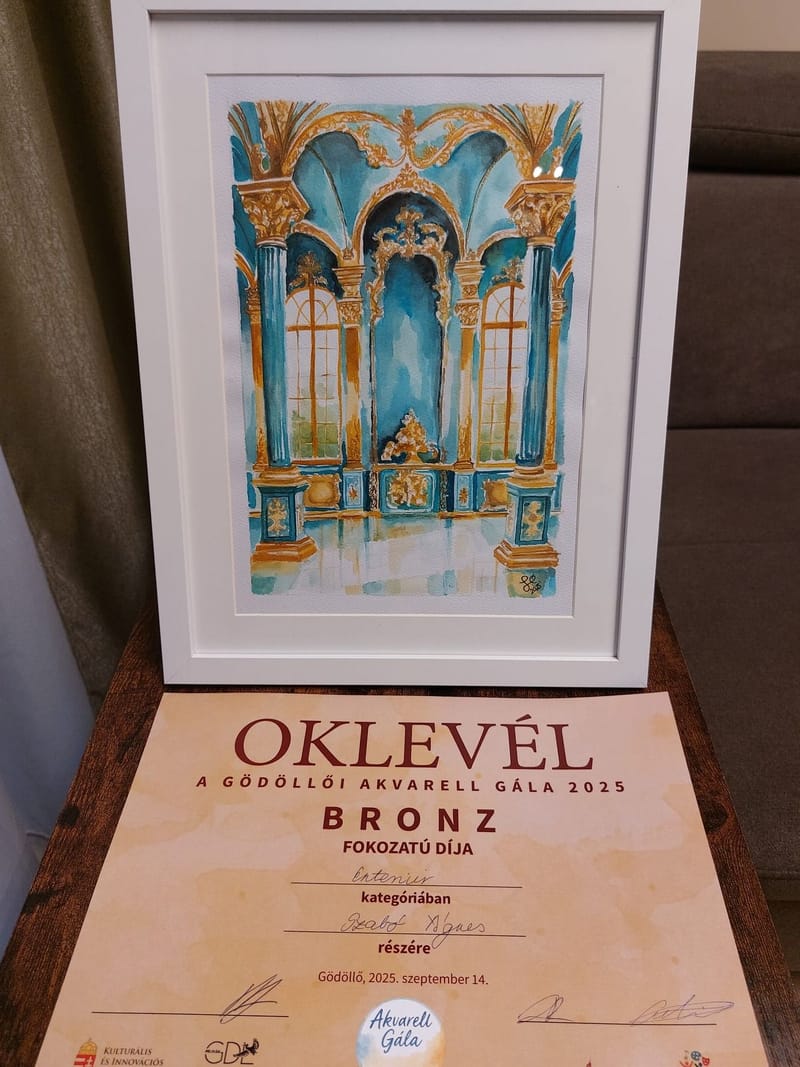 OKLEVÉL
A GÖDÖLLŐI AKVARELL GÁLA 2025
BRONZ
FOKOZATÚ DÍJA
Enteriür
kategóriában
Szabó Ágnes
részére
Gödöllő, 2025. szeptember 14.
Akvarell
Gála
KULTURÁLIS
ÉS INNOVÁCIÓS